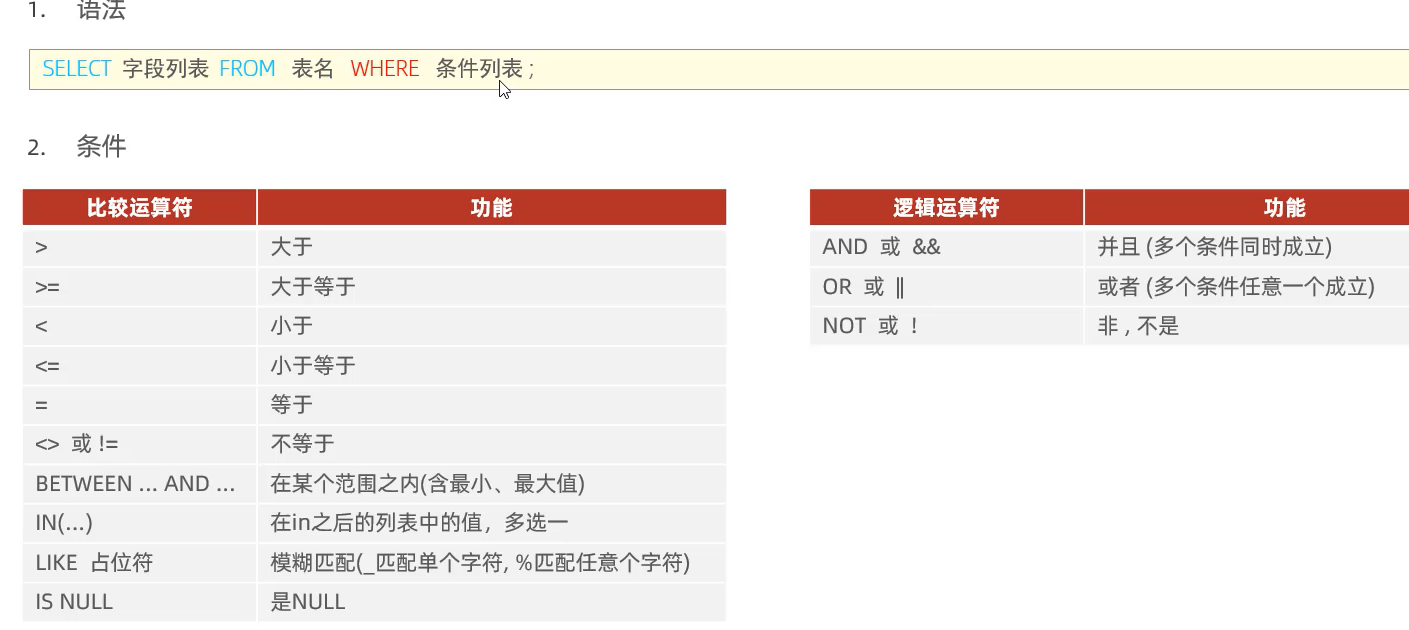 1. 语法
SELECT 字段列表 FROM 表名 WHERE 条件列表 ;
2. 条件
比较运算符 功能
> 大于
>= 大于等于
< 小于
<= 小于等于
= 等于
<> 或 != 不等于
BETWEEN ... AND ... 在某个范围之内(含最小、最大值)
IN(...) 在in之后的列表中的值，多选一
LIKE 占位符 模糊匹配(_匹配单个字符, %匹配任意个字符)
IS NULL 是NULL
逻辑运算符 功能
AND 或 && 并且 (多个条件同时成立)
OR 或 || 或者 (多个条件任意一个成立)
NOT 或 ! 非 , 不是